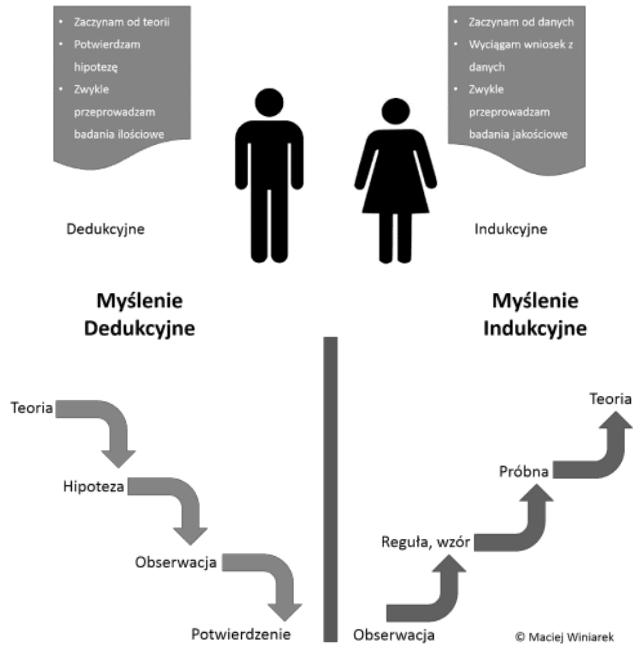 • Zaczynam od teorii
• Potwierdzam
hipotezę
• Zwykle
przeprowadzam
badania ilościowe
• Zaczynam od danych
• Wyciągam wniosek z
danych
• Zwykle
przeprowadzam
badania jakościowe
Dedukcyjne
Indukcyjne
Myślenie
Dedukcyjne
Myślenie
Indukcyjne
Teoria
Hipoteza
Obserwacja
Potwierdzenie
Teoria
Próbna
Reguła, wzór
Obserwacja
© Maciej Winiarek